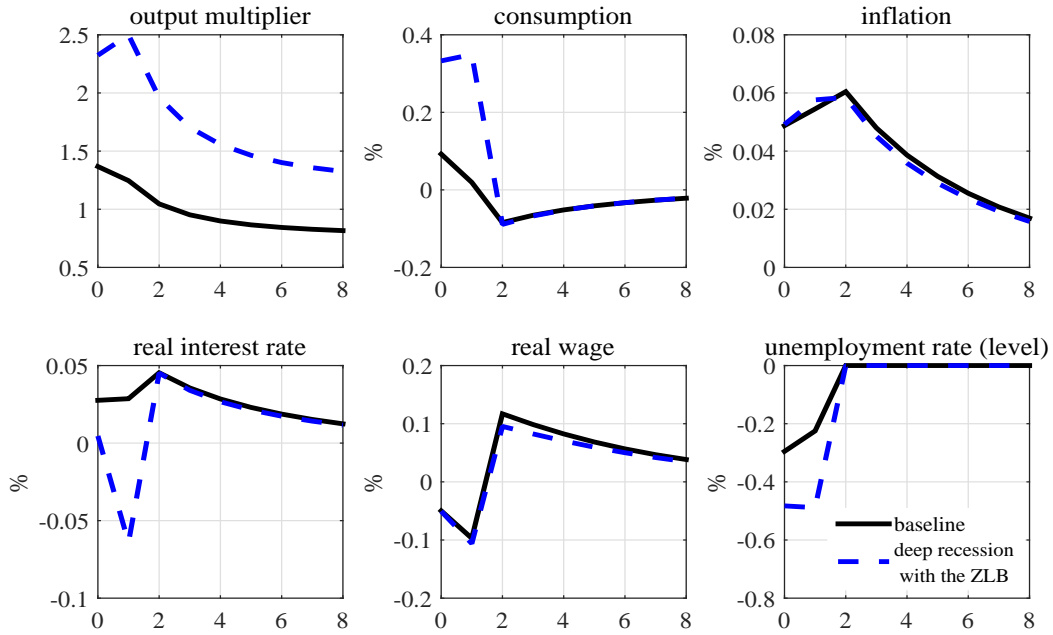 output multiplier
consumption
inflation
2.5
2
1.5
1
0.5
0 2 4 6 8
%
0.4
0.2
0
-0.2
0 2 4 6 8
%
0.08
0.06
0.04
0.02
0
0 2 4 6 8
real interest rate
real wage
unemployment rate (level)
%
0.05
0
-0.05
-0.1
0 2 4 6 8
%
0.2
0.1
0
-0.1
-0.2
0 2 4 6 8
%
0
-0.2
-0.4
-0.6
-0.8
0 2 4 6 8
baseline
deep recession
with the ZLB